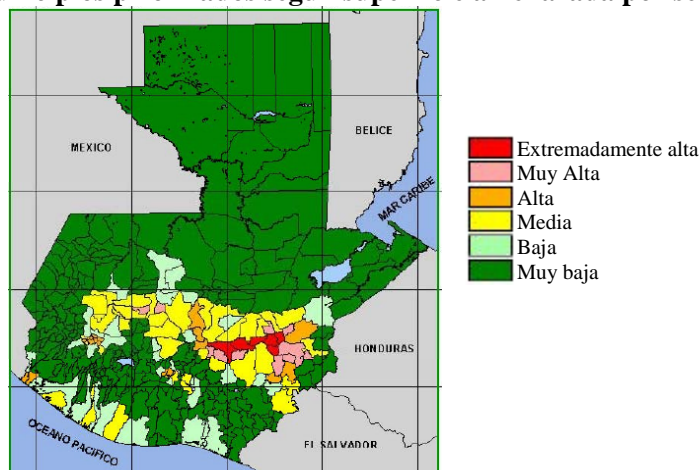 MEXICO
BELICE
MAR CARIBE
HONDURAS
EL SALVADOR
OCEANO PACIFICO
Extremadamente alta
Muy Alta
Alta
Media
Baja
Muy baja